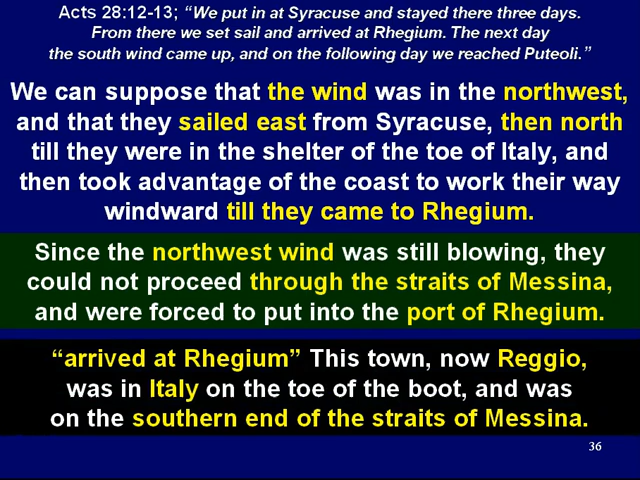 Acts 28:12-13; “We put in at Syracuse and stayed there three days.
From there we set sail and arrived at Rhegium. The next day
the south wind came up, and on the following day we reached Puteoli.”
We can suppose that the wind was in the northwest,
and that they sailed east from Syracuse, then north
till they were in the shelter of the toe of Italy, and
then took advantage of the coast to work their way
windward till they came to Rhegium.
Since the northwest wind was still blowing, they
could not proceed through the straits of Messina,
and were forced to put into the port of Rhegium.
“arrived at Rhegium” This town, now Reggio,
was in Italy on the toe of the boot, and was
on the southern end of the straits of Messina.
36